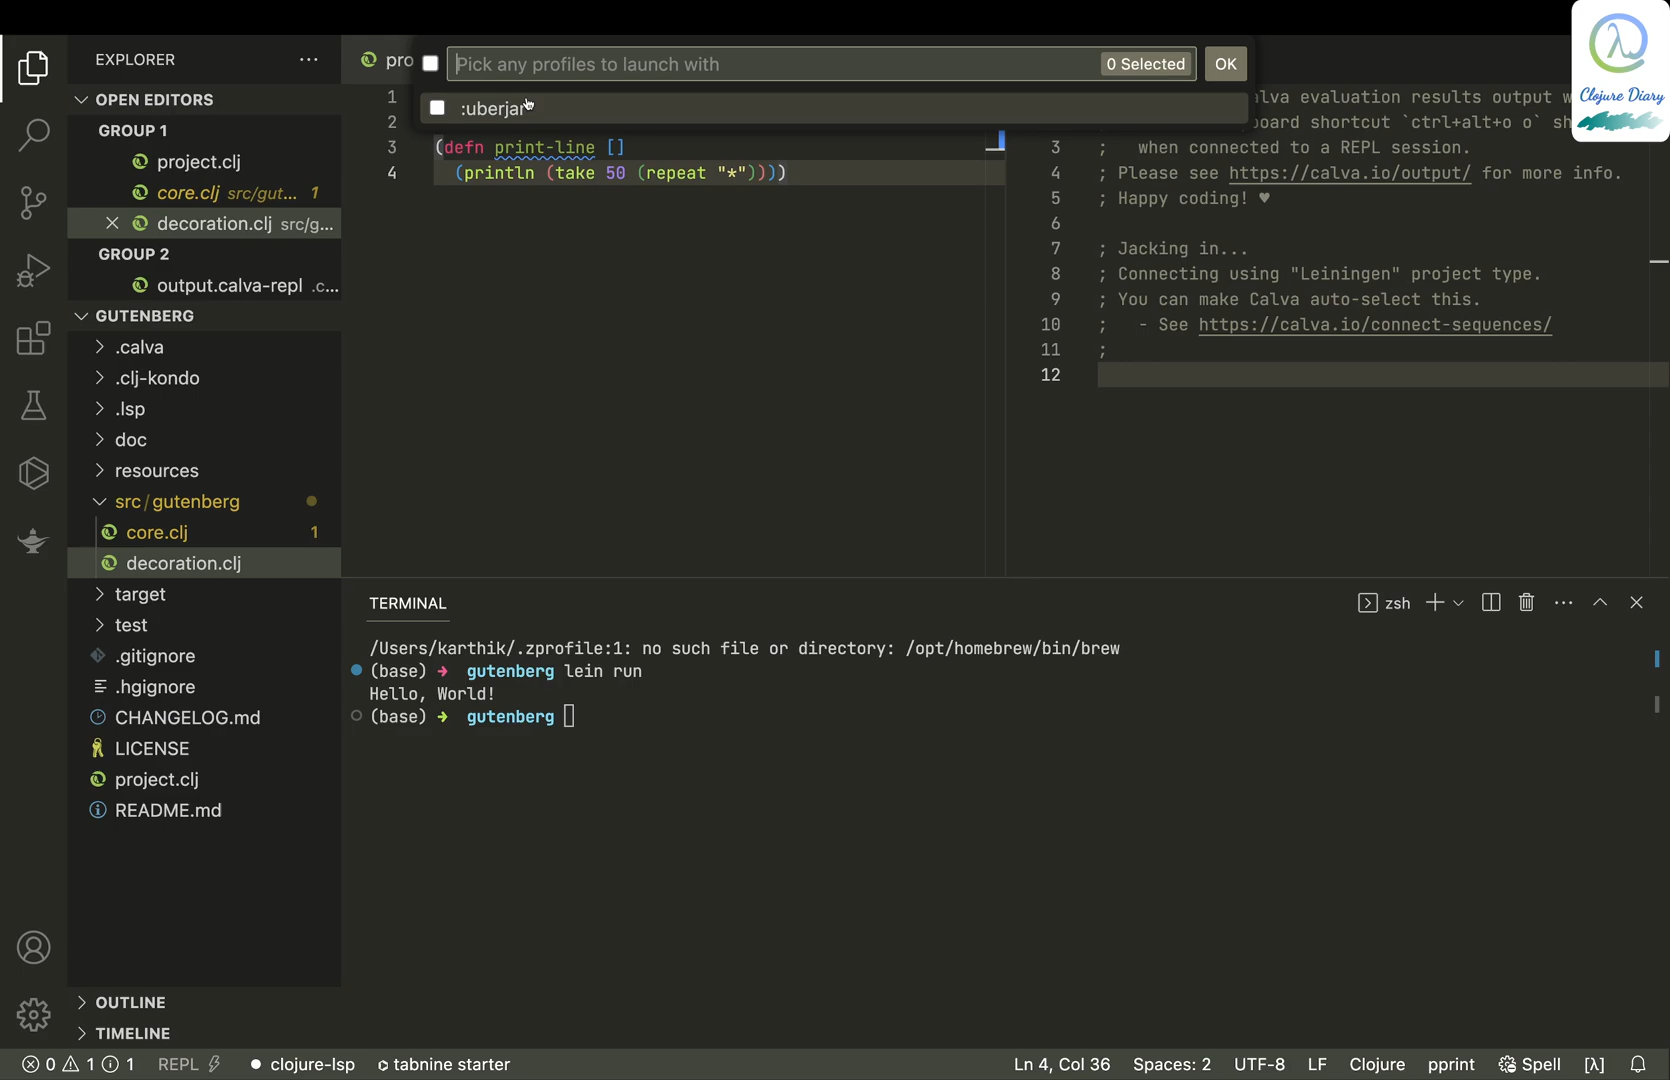 EXPLORER
OPEN EDITORS
GROUP 1
project.clj
core.clj src/gut... 1
decoration.clj src/g...
GROUP 2
output.calva-repl .c...
GUTENBERG
.calva
.clj-kondo
.lsp
doc
resources
src/gutenberg
core.clj 1
decoration.clj
target
test
.gitignore
.hgignore
CHANGELOG.md
LICENSE
project.clj
README.md
OUTLINE
TIMELINE
pro
Pick any profiles to launch with 0 Selected OK
:uberjar
1
2
3 (defn print-line []
4 (println (take 50 (repeat "*"))))
lva evaluation results output w
board shortcut `ctrl+alt+o o` sh
3 ; when connected to a REPL session.
4 ; Please see https://calva.io/output/ for more info.
5 ; Happy coding! ♥
6
7 ; Jacking in...
8 ; Connecting using "Leiningen" project type.
9 ; You can make Calva auto-select this.
10 ; - See https://calva.io/connect-sequences/
11 ;
12
Clojure Diary
TERMINAL
zsh
/Users/karthik/.zprofile:1: no such file or directory: /opt/homebrew/bin/brew
(base) ➜ gutenberg lein run
Hello, World!
(base) ➜ gutenberg
0 1 1 REPL clojure-lsp tabnine starter Ln 4, Col 36 Spaces: 2 UTF-8 LF Clojure pprint Spell [λ]